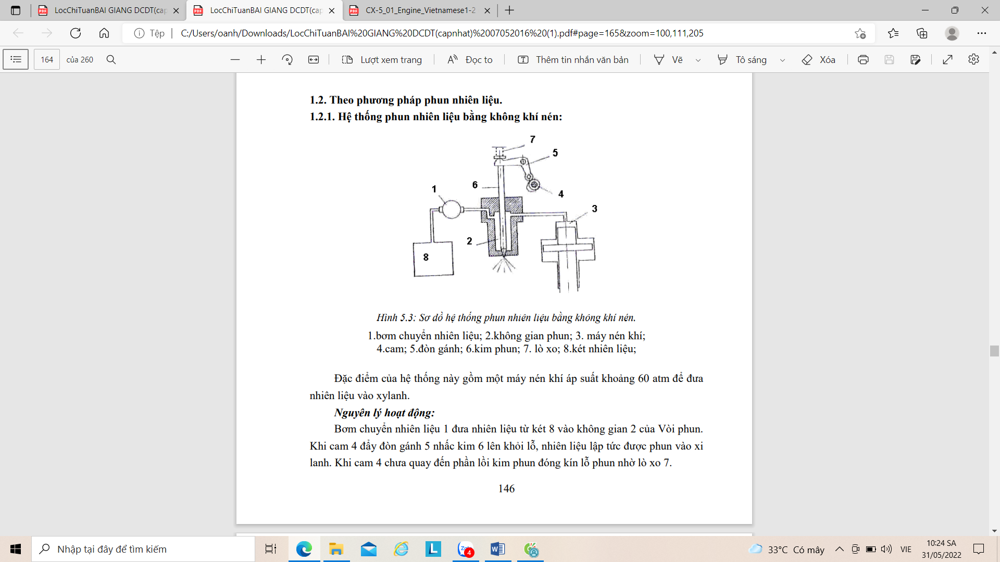 LocChiTuanBAI GIANG DCDT(cap
LocChiTuanBAI GIANG DCDT(cap
CX-5_01_Engine_Vietnamese1-2
Tệp
C:/Users/oanh/Downloads/LocChiTuanBAI%20GIANG%20DCDT(capnhat)%2007052016%20(1).pdf#page=165&zoom=100,111,205
164 của 260
Lượt xem trang
Đọc to
Thêm tin nhắn văn bản
Vẽ
Tô sáng
Xóa
1.2. Theo phương pháp phun nhiên liệu.
1.2.1. Hệ thống phun nhiên liệu bằng không khí nén:
7
5
6
1
4
3
2
8
Hình 5.3: Sơ đồ hệ thống phun nhiên liệu bằng không khí nén.
1.bơm chuyển nhiên liệu; 2.không gian phun; 3. máy nén khí;
4.cam; 5.đòn gánh; 6.kim phun; 7. lò xo; 8.két nhiên liệu;
Đặc điểm của hệ thống này gồm một máy nén khí áp suất khoảng 60 atm để đưa
nhiên liệu vào xylanh.
Nguyên lý hoạt động:
Bơm chuyển nhiên liệu 1 đưa nhiên liệu từ két 8 vào không gian 2 của Vòi phun.
Khi cam 4 đẩy đòn gánh 5 nhấc kim 6 lên khỏi lỗ, nhiên liệu lập tức được phun vào xi
lanh. Khi cam 4 chưa quay đến phần lồi kim phun đóng kín lỗ phun nhờ lò xo 7.
146
Nhập tại đây để tìm kiếm
L
4
33°C Có mây
VIE
10:24 SA
31/05/2022